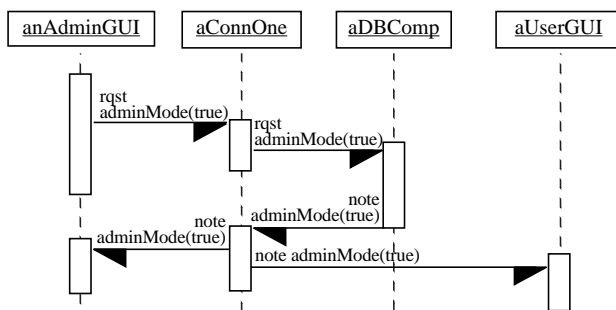 anAdminGUI
aConnOne
aDBComp
aUserGUI
rqst
adminMode(true)
rqst
adminMode(true)
note
adminMode(true)
note
adminMode(true)
note adminMode(true)